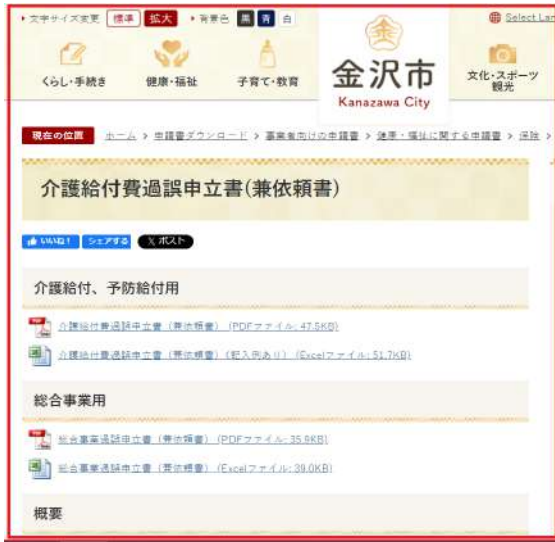 文字サイズ変更 標準 拡大 背景色 黒 青 白
Select Lan
くらし・手続き 健康・福祉 子育て・教育
金沢市
Kanazawa City
文化・スポーツ
観光
現在の位置 ホーム > 申請書ダウンロード > 事業者向けの申請書 > 健康・福祉に関する申請書 > 保険 >
介護給付費過誤申立書(兼依頼書)
いいね! シェアする X ポスト
介護給付、予防給付用
介護給付費過誤申立書（兼依頼書） (PDFファイル: 47.5KB)
介護給付費過誤申立書（兼依頼書）（記入例あり） (Excelファイル: 51.7KB)
総合事業用
総合事業過誤申立書（兼依頼書） (PDFファイル: 35.9KB)
総合事業過誤申立書（兼依頼書） (Excelファイル: 39.0KB)
概要